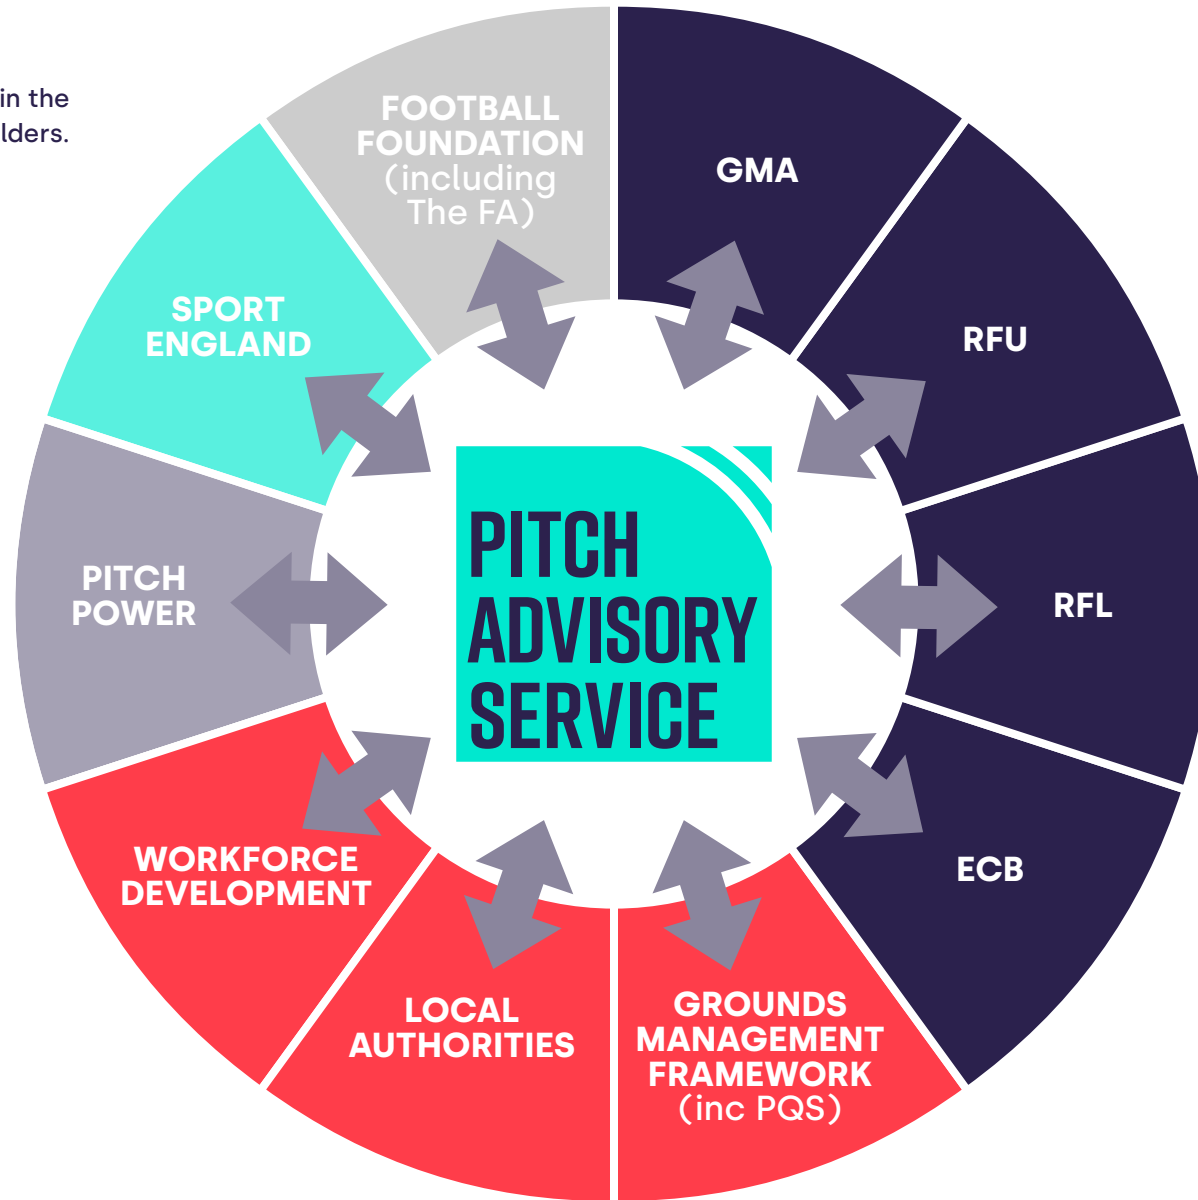 in the
lders.
FOOTBALL
FOUNDATION
(including
The FA)
GMA
RFU
RFL
ECB
GROUNDS
MANAGEMENT
FRAMEWORK
(inc PQS)
LOCAL
AUTHORITIES
WORKFORCE
DEVELOPMENT
PITCH
POWER
SPORT
ENGLAND
PITCH
ADVISORY
SERVICE